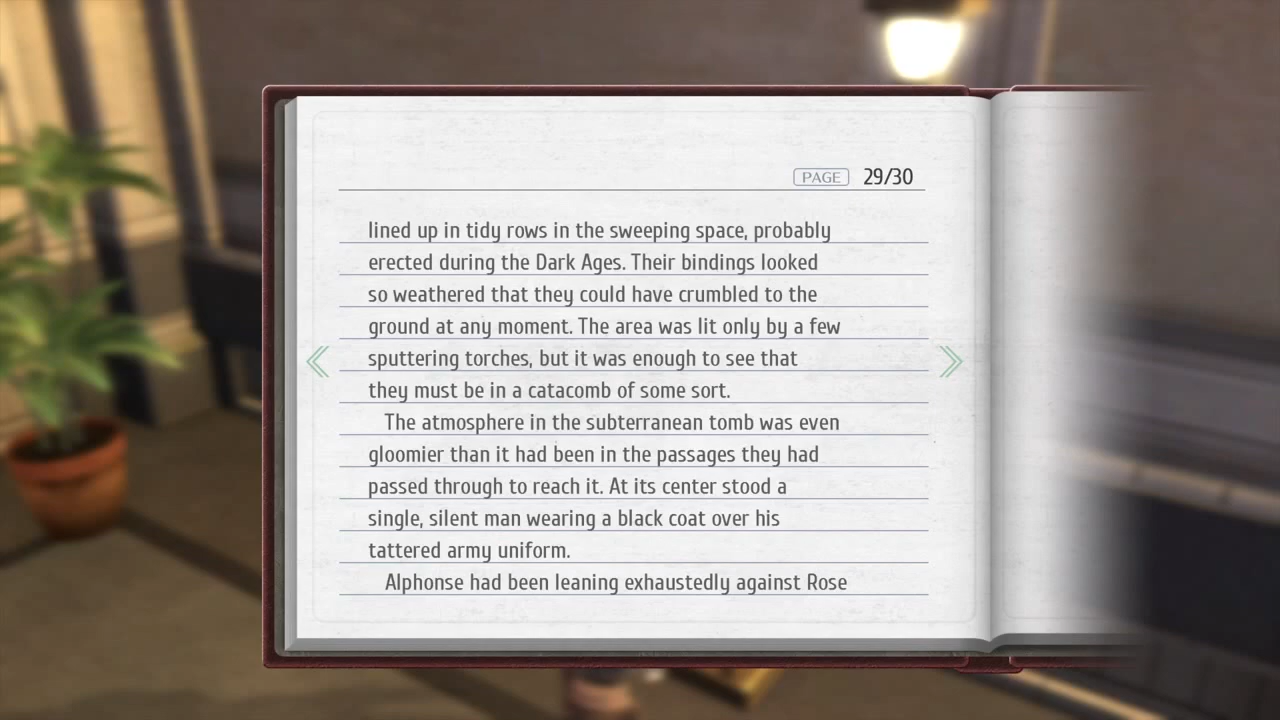 PAGE 29/30
lined up in tidy rows in the sweeping space, probably
erected during the Dark Ages. Their bindings looked
so weathered that they could have crumbled to the
ground at any moment. The area was lit only by a few
sputtering torches, but it was enough to see that
they must be in a catacomb of some sort.
The atmosphere in the subterranean tomb was even
gloomier than it had been in the passages they had
passed through to reach it. At its center stood a
single, silent man wearing a black coat over his
tattered army uniform.
Alphonse had been leaning exhaustedly against Rose